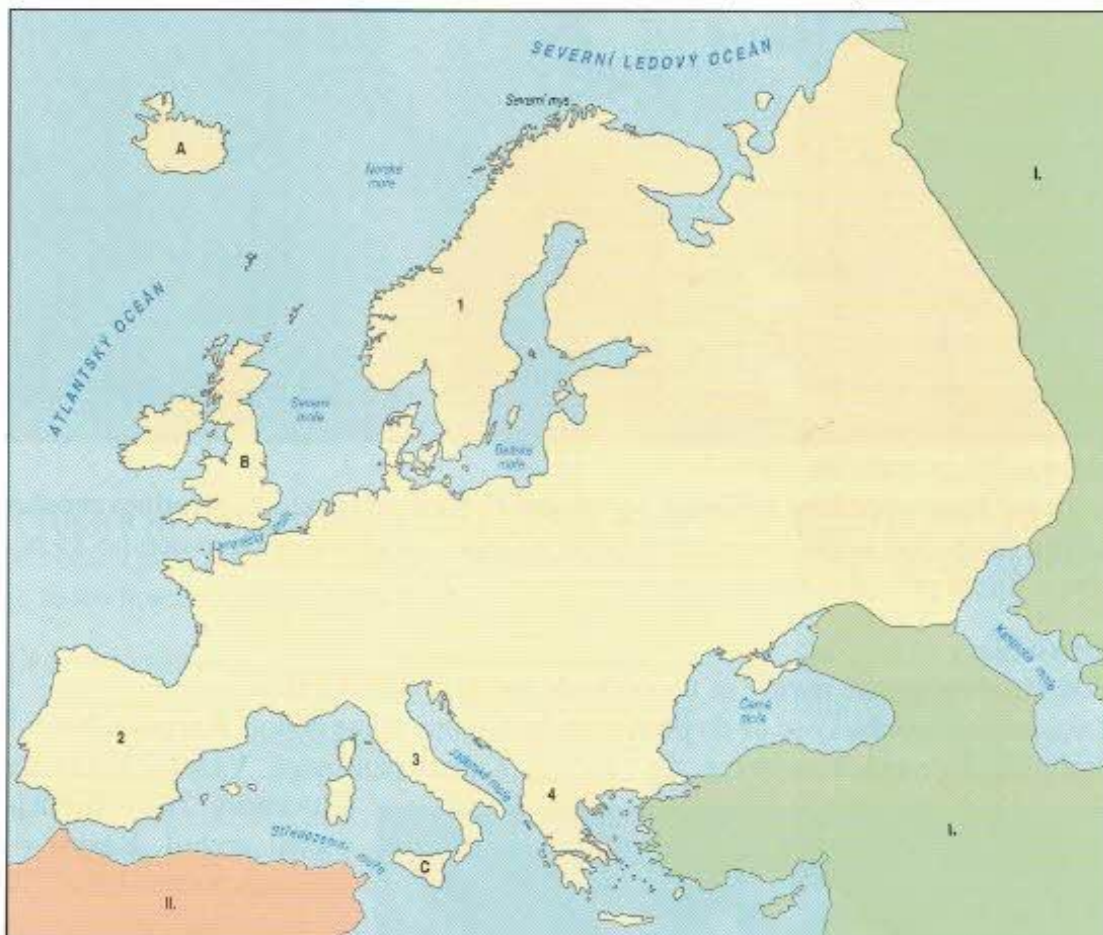 SEVERNÍ LEDOVÝ OCEÁN
Severní mys
A
I.
Norské
moře
ATLANTSKÝ OCEÁN
1
Severní
moře
B
Baltské
moře
Kaspické moře
Černé
moře
2
3
Jaderské moře
4
Středozemní moře
C
I.
II.